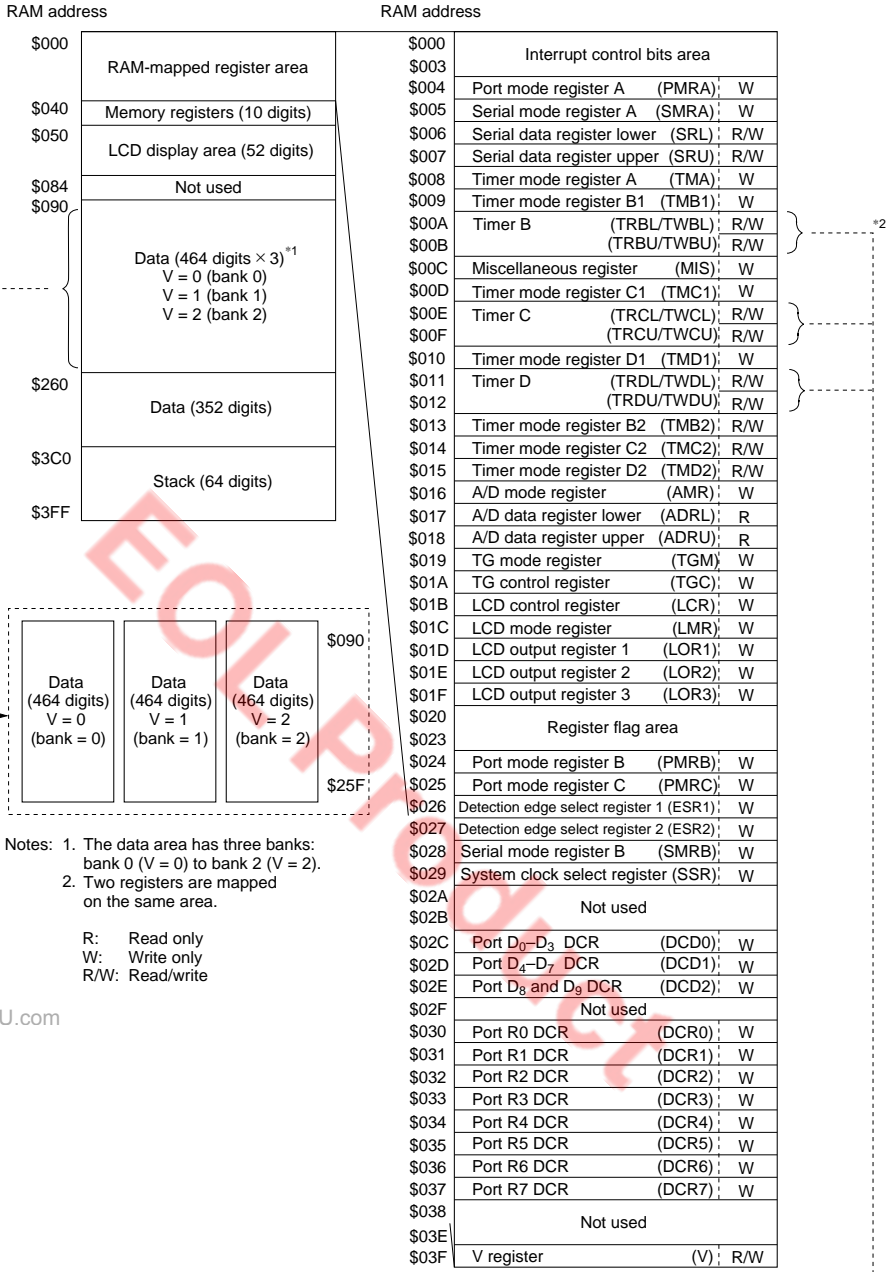 RAM address
$000
RAM-mapped register area
$040
Memory registers (10 digits)
$050
LCD display area (52 digits)
$084
Not used
$090
Data (464 digits × 3)*1
V = 0 (bank 0)
V = 1 (bank 1)
V = 2 (bank 2)
$260
Data (352 digits)
$3C0
Stack (64 digits)
$3FF
Data
(464 digits)
V = 0
(bank = 0)
Data
(464 digits)
V = 1
(bank = 1)
Data
(464 digits)
V = 2
(bank = 2)
$090
$25F
Notes: 1. The data area has three banks:
bank 0 (V = 0) to bank 2 (V = 2).
2. Two registers are mapped
on the same area.
R: Read only
W: Write only
R/W: Read/write
U.com
RAM address
$000
Interrupt control bits area
$003
$004 Port mode register A (PMRA) W
$005 Serial mode register A (SMRA) W
$006 Serial data register lower (SRL) R/W
$007 Serial data register upper (SRU) R/W
$008 Timer mode register A (TMA) W
$009 Timer mode register B1 (TMB1) W
$00A Timer B (TRBL/TWBL) R/W
$00B (TRBU/TWBU) R/W
*2
$00C Miscellaneous register (MIS) W
$00D Timer mode register C1 (TMC1) W
$00E Timer C (TRCL/TWCL) R/W
$00F (TRCU/TWCU) R/W
$010 Timer mode register D1 (TMD1) W
$011 Timer D (TRDL/TWDL) R/W
$012 (TRDU/TWDU) R/W
$013 Timer mode register B2 (TMB2) R/W
$014 Timer mode register C2 (TMC2) R/W
$015 Timer mode register D2 (TMD2) R/W
$016 A/D mode register (AMR) W
$017 A/D data register lower (ADRL) R
$018 A/D data register upper (ADRU) R
$019 TG mode register (TGM) W
$01A TG control register (TGC) W
$01B LCD control register (LCR) W
$01C LCD mode register (LMR) W
$01D LCD output register 1 (LOR1) W
$01E LCD output register 2 (LOR2) W
$01F LCD output register 3 (LOR3) W
$020
Register flag area
$023
$024 Port mode register B (PMRB) W
$025 Port mode register C (PMRC) W
$026 Detection edge select register 1 (ESR1) W
$027 Detection edge select register 2 (ESR2) W
$028 Serial mode register B (SMRB) W
$029 System clock select register (SSR) W
$02A
Not used
$02B
$02C Port D0–D3 DCR (DCD0) W
$02D Port D4–D7 DCR (DCD1) W
$02E Port D8 and D9 DCR (DCD2) W
$02F Not used
$030 Port R0 DCR (DCR0) W
$031 Port R1 DCR (DCR1) W
$032 Port R2 DCR (DCR2) W
$033 Port R3 DCR (DCR3) W
$034 Port R4 DCR (DCR4) W
$035 Port R5 DCR (DCR5) W
$036 Port R6 DCR (DCR6) W
$037 Port R7 DCR (DCR7) W
$038
Not used
$03E
$03F V register (V) R/W
EOL Product